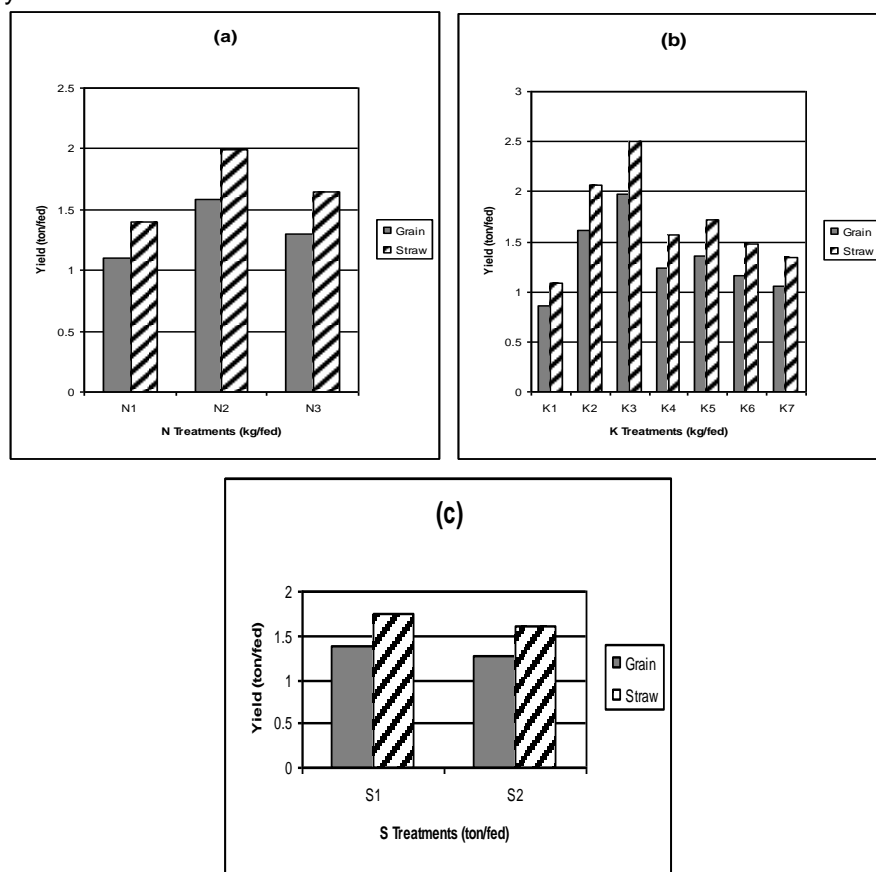 y
(a)
2.5
2
1.5
1
0.5
0
Yield (ton/fed)
N1 N2 N3
N Treatments (kg/fed)
Grain
Straw
(b)
3
2.5
2
1.5
1
0.5
0
Yield (ton/fed)
K1 K2 K3 K4 K5 K6 K7
K Treatments (kg/fed)
Grain
Straw
(c)
2
1.5
1
0.5
0
Yield (ton/fed)
S1 S2
S Treatments (ton/fed)
Grain
Straw